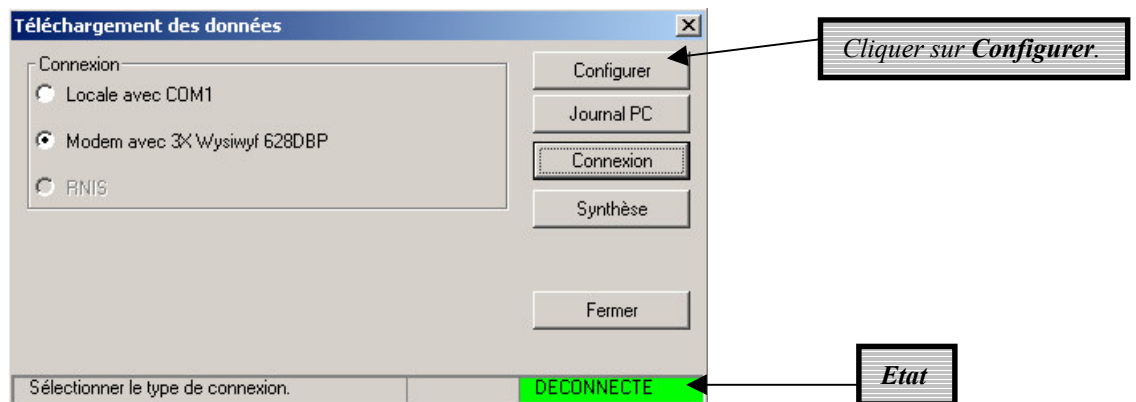 Téléchargement des données
Connexion
Locale avec COM1
Modem avec 3X Wysiwyf 628DBP
RNIS
Configurer
Journal PC
Connexion
Synthèse
Fermer
Sélectionner le type de connexion.
DECONNECTE
Cliquer sur Configurer.
Etat